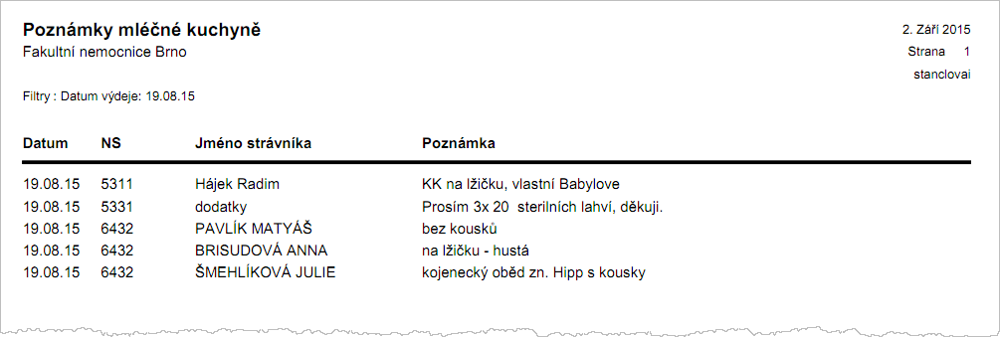 Poznámky mléčné kuchyně
2. Září 2015
Fakultní nemocnice Brno
Strana 1
stanclovai
Filtry : Datum výdeje: 19.08.15
Datum NS Jméno strávníka Poznámka
19.08.15 5311 Hájek Radim KK na lžičku, vlastní Babylove
19.08.15 5331 dodatky Prosím 3x 20 sterilních lahví, děkuji.
19.08.15 6432 PAVLÍK MATYÁŠ bez kousků
19.08.15 6432 BRISUDOVÁ ANNA na lžičku - hustá
19.08.15 6432 ŠMEHLÍKOVÁ JULIE kojenecký oběd zn. Hipp s kousky